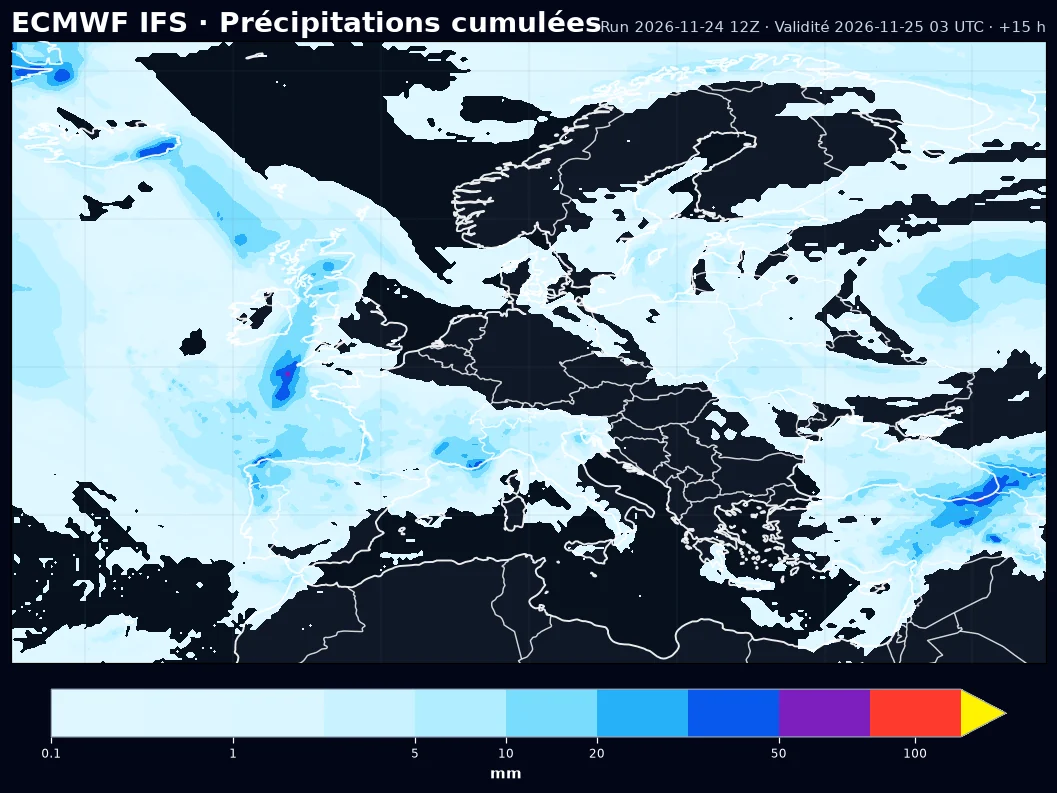 ECMWF IFS · Précipitations cumulées
Run 2026-11-24 12Z · Validité 2026-11-25 03 UTC · +15 h
0.1 1 5 10 20 50 100
mm